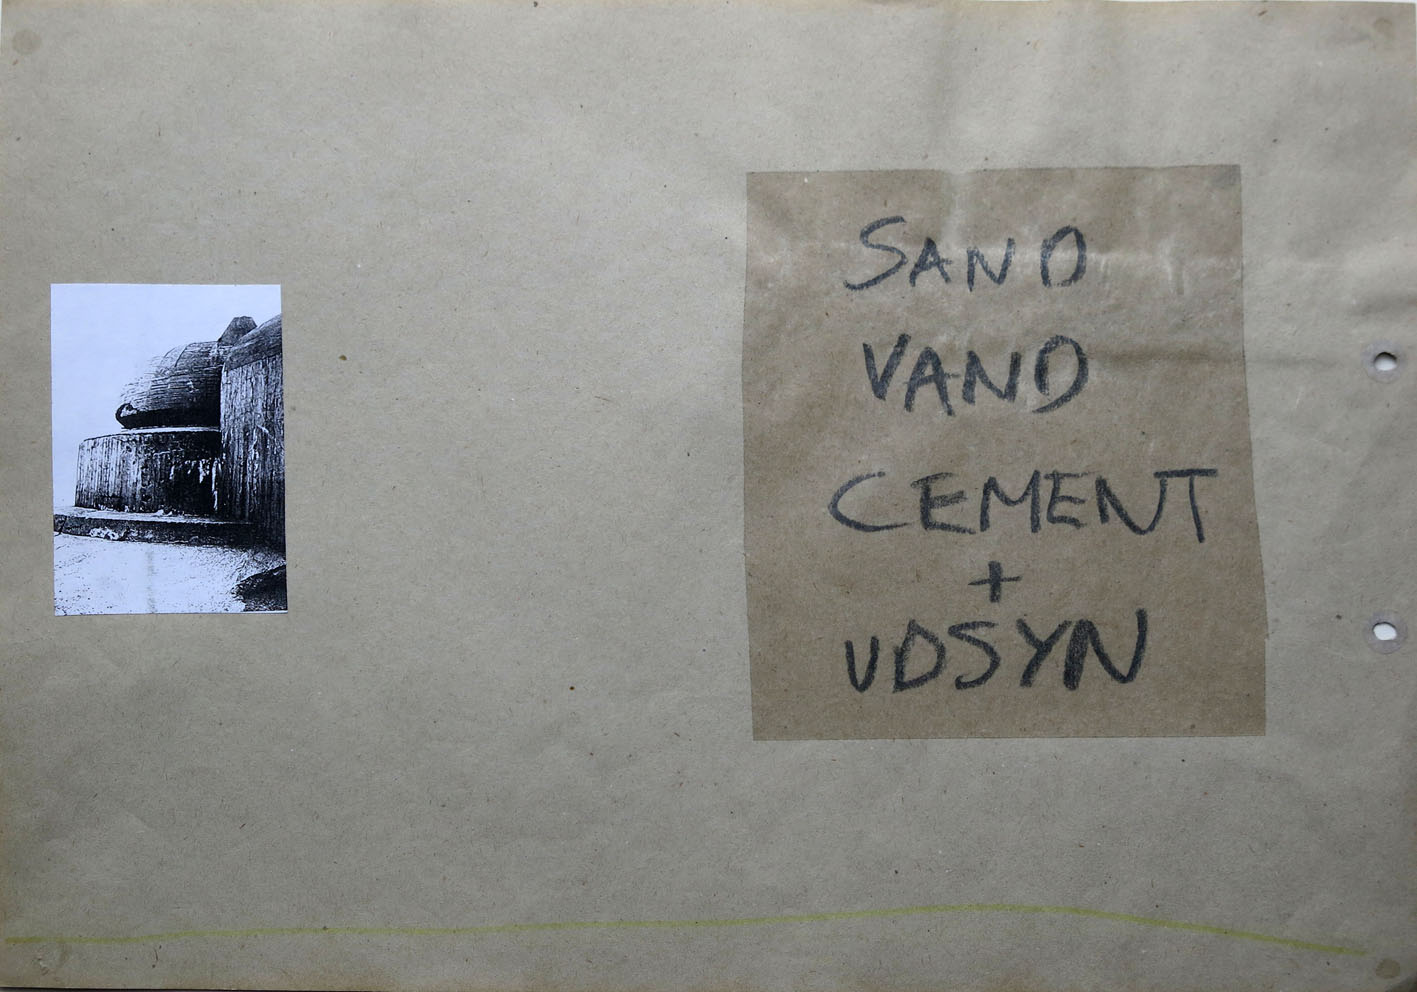 SAND
VAND
CEMENT
+
UDSYN